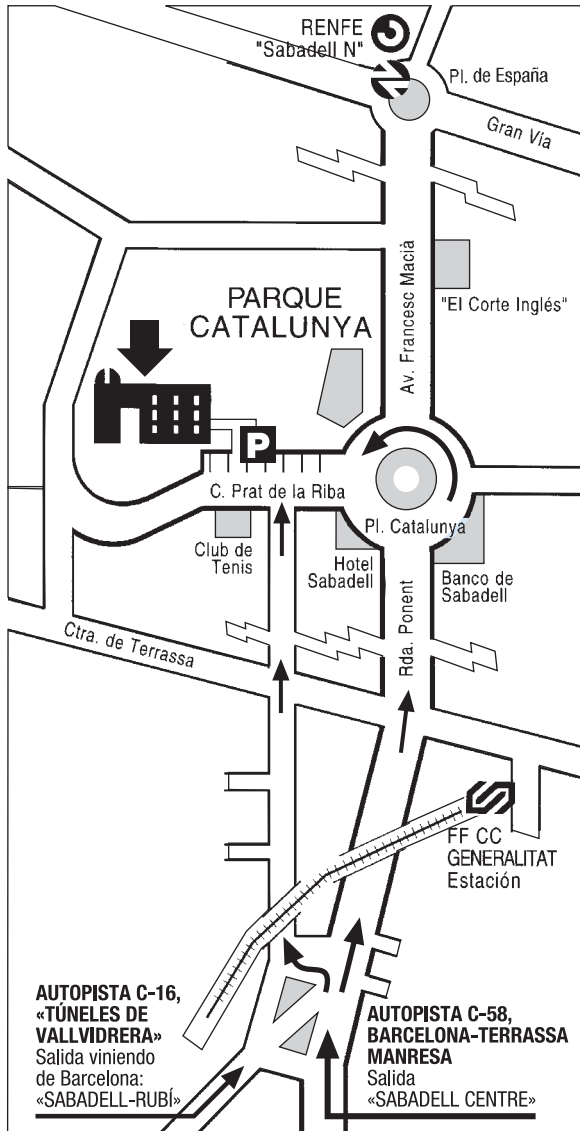 RENFE
"Sabadell N"
Pl. de España
Gran Vía
Av. Francesc Macià
"El Corte Inglés"
PARQUE
CATALUNYA
P
C. Prat de la Riba
Pl. Catalunya
Club de
Tenis
Hotel
Sabadell
Banco de
Sabadell
Rda. Ponent
Ctra. de Terrassa
FF CC
GENERALITAT
Estación
AUTOPISTA C-16,
«TÚNELES DE
VALLVIDRERA»
Salida viniendo
de Barcelona:
«SABADELL-RUBÍ»
AUTOPISTA C-58,
BARCELONA-TERRASSA
MANRESA
Salida
«SABADELL CENTRE»